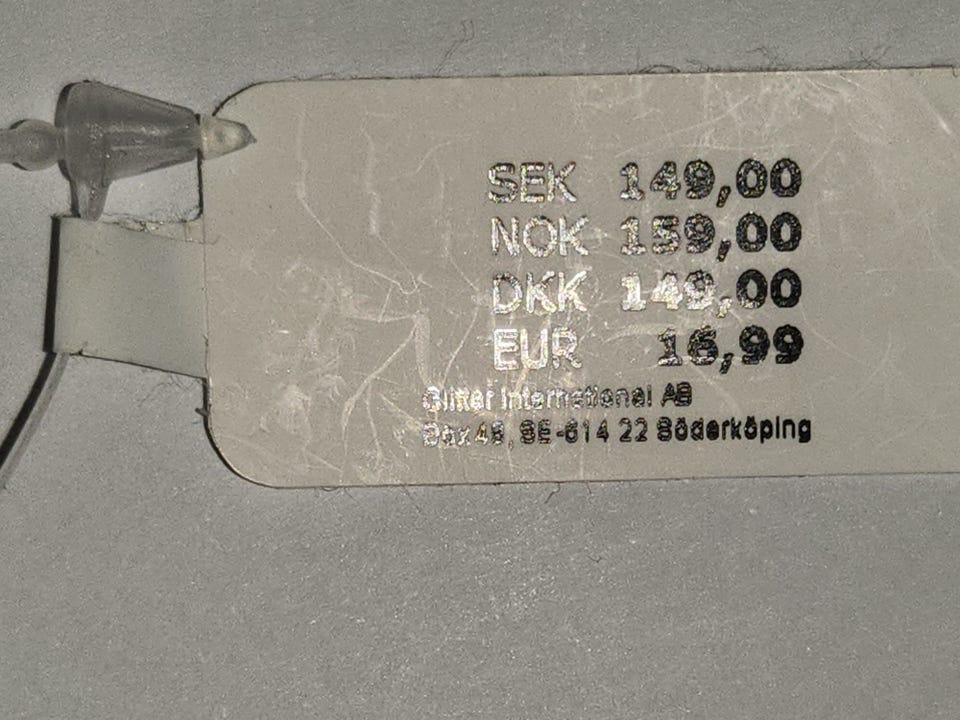 SEK 149,00
NOK 159,00
DKK 149,00
EUR 16,99
Glitter International AB
Box 48, SE-614 22 Söderköping